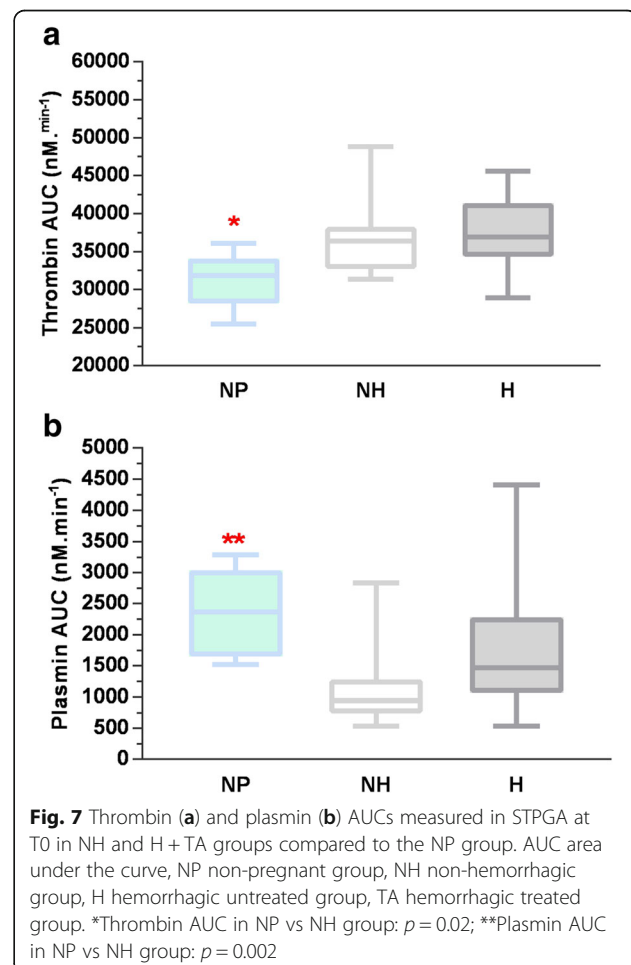 a
Thrombin AUC (nM.min-1)
60000
55000
50000
45000
40000
35000
30000
25000
20000
*
NP NH H
b
Plasmin AUC (nM.min-1)
5000
4500
4000
3500
3000
2500
2000
1500
1000
500
0
**
NP NH H
Fig. 7 Thrombin (a) and plasmin (b) AUCs measured in STPGA at
T0 in NH and H + TA groups compared to the NP group. AUC area
under the curve, NP non-pregnant group, NH non-hemorrhagic
group, H hemorrhagic untreated group, TA hemorrhagic treated
group. *Thrombin AUC in NP vs NH group: p = 0.02; **Plasmin AUC
in NP vs NH group: p = 0.002